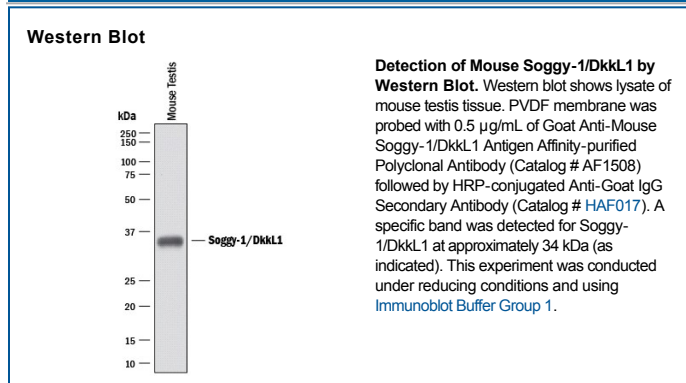 Western Blot
Mouse Testis
kDa
250
150
100
75
50
37
Soggy-1/DkkL1
25
20
15
10
Detection of Mouse Soggy-1/DkkL1 by
Western Blot. Western blot shows lysate of
mouse testis tissue. PVDF membrane was
probed with 0.5 µg/mL of Goat Anti-Mouse
Soggy-1/DkkL1 Antigen Affinity-purified
Polyclonal Antibody (Catalog # AF1508)
followed by HRP-conjugated Anti-Goat IgG
Secondary Antibody (Catalog # HAF017). A
specific band was detected for Soggy-
1/DkkL1 at approximately 34 kDa (as
indicated). This experiment was conducted
under reducing conditions and using
Immunoblot Buffer Group 1.